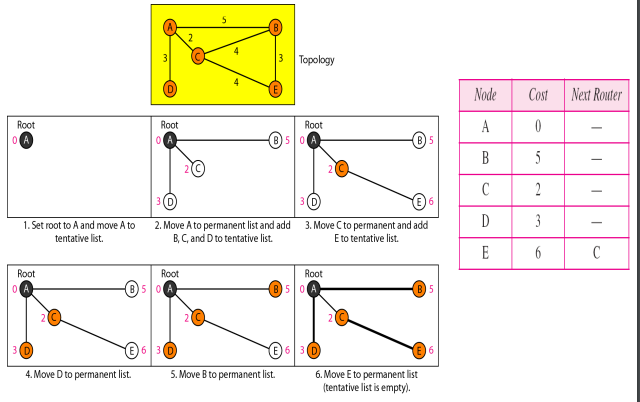 A
5
B
2
C
4
3
3
4
D
E
Topology
Node Cost Next Router
A 0 —
B 5 —
C 2 —
D 3 —
E 6 C
Root
0 A
1. Set root to A and move A to
tentative list.
Root
0 A
B 5
2 C
3 D
2. Move A to permanent list and add
B, C, and D to tentative list.
Root
0 A
B 5
2 C
3 D
E 6
3. Move C to permanent and add
E to tentative list.
Root
0 A
B 5
2 C
3 D
E 6
4. Move D to permanent list.
Root
0 A
B 5
2 C
3 D
E 6
5. Move B to permanent list.
Root
0 A
B 5
2 C
3 D
E 6
6. Move E to permanent list
(tentative list is empty).